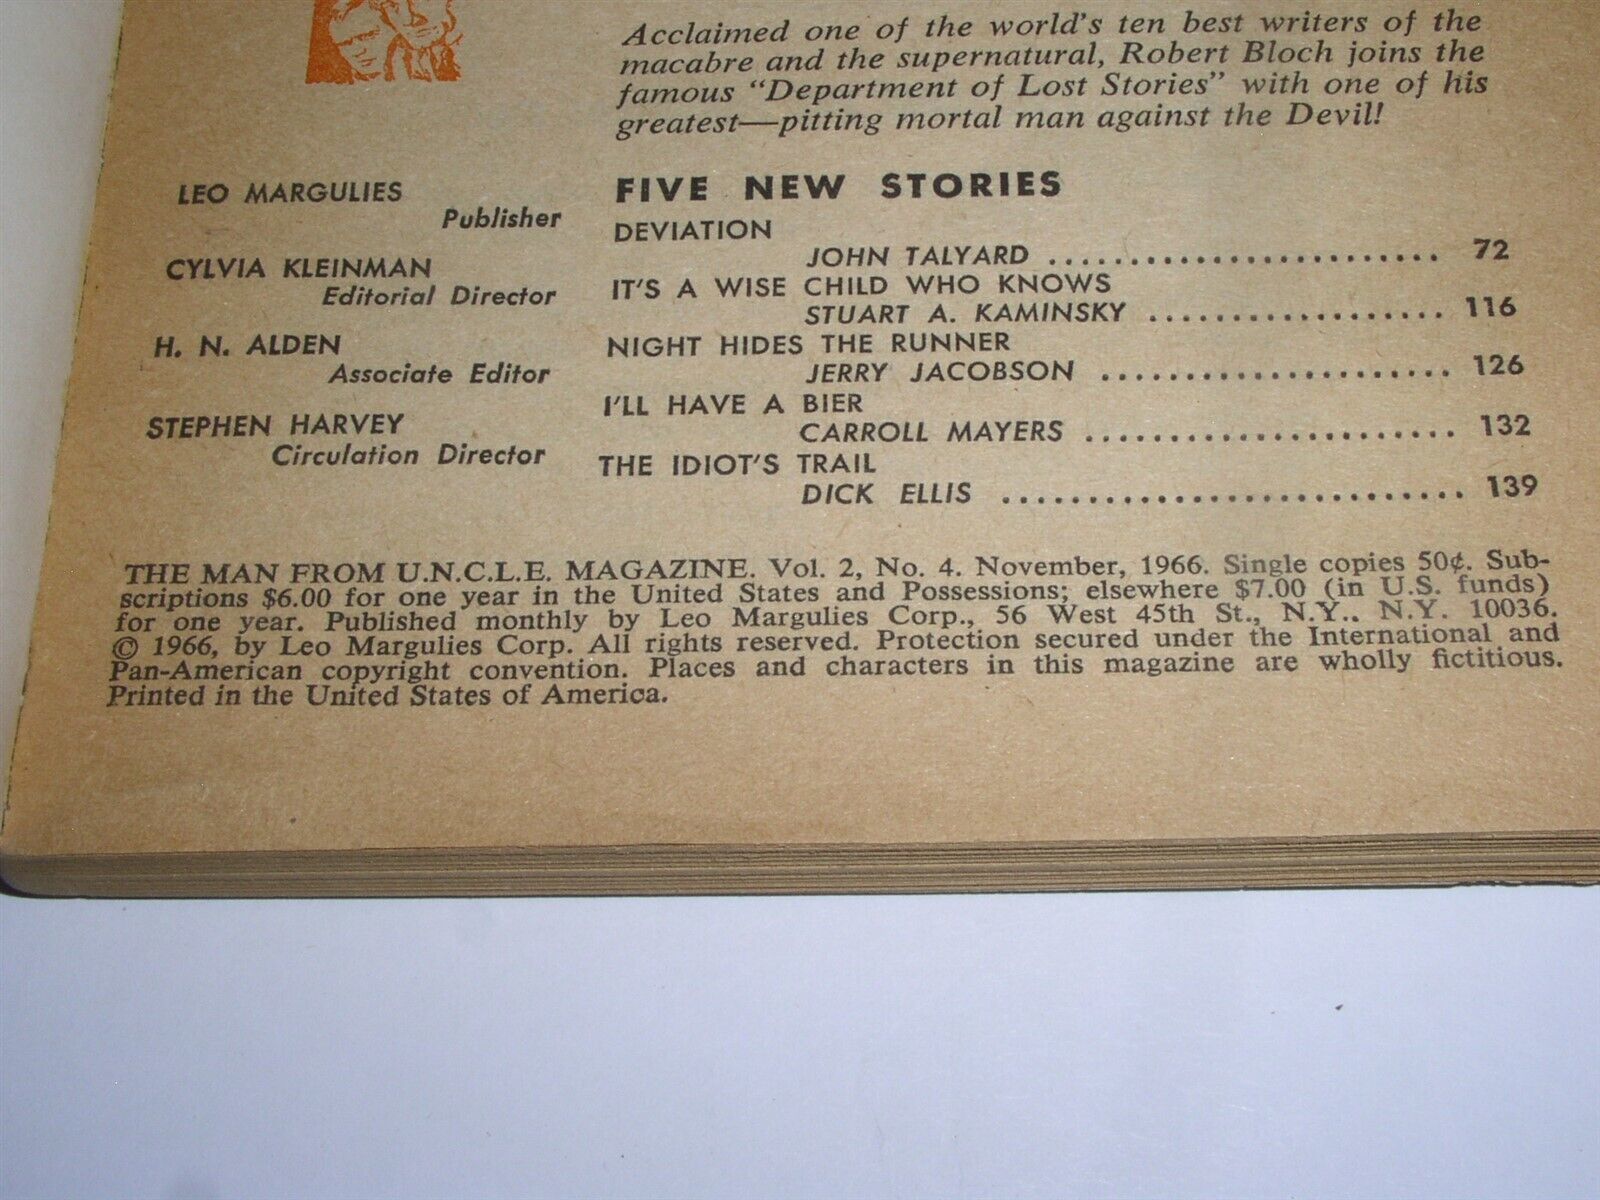 Acclaimed one of the world's ten best writers of the
macabre and the supernatural, Robert Bloch joins the
famous "Department of Lost Stories" with one of his
greatest—pitting mortal man against the Devil!
LEO MARGULIES
Publisher
CYLVIA KLEINMAN
Editorial Director
H. N. ALDEN
Associate Editor
STEPHEN HARVEY
Circulation Director
FIVE NEW STORIES
DEVIATION
JOHN TALYARD ......................... 72
IT'S A WISE CHILD WHO KNOWS
STUART A. KAMINSKY ................... 116
NIGHT HIDES THE RUNNER
JERRY JACOBSON ...................... 126
I'LL HAVE A BIER
CARROLL MAYERS ........................ 132
THE IDIOT'S TRAIL
DICK ELLIS ............................ 139
THE MAN FROM U.N.C.L.E. MAGAZINE. Vol. 2, No. 4. November, 1966. Single copies 50¢. Sub-
scriptions $6.00 for one year in the United States and Possessions; elsewhere $7.00 (in U.S. funds)
for one year. Published monthly by Leo Margulies Corp., 56 West 45th St., N.Y.. N.Y. 10036.
© 1966, by Leo Margulies Corp. All rights reserved. Protection secured under the International and
Pan-American copyright convention. Places and characters in this magazine are wholly fictitious.
Printed in the United States of America.